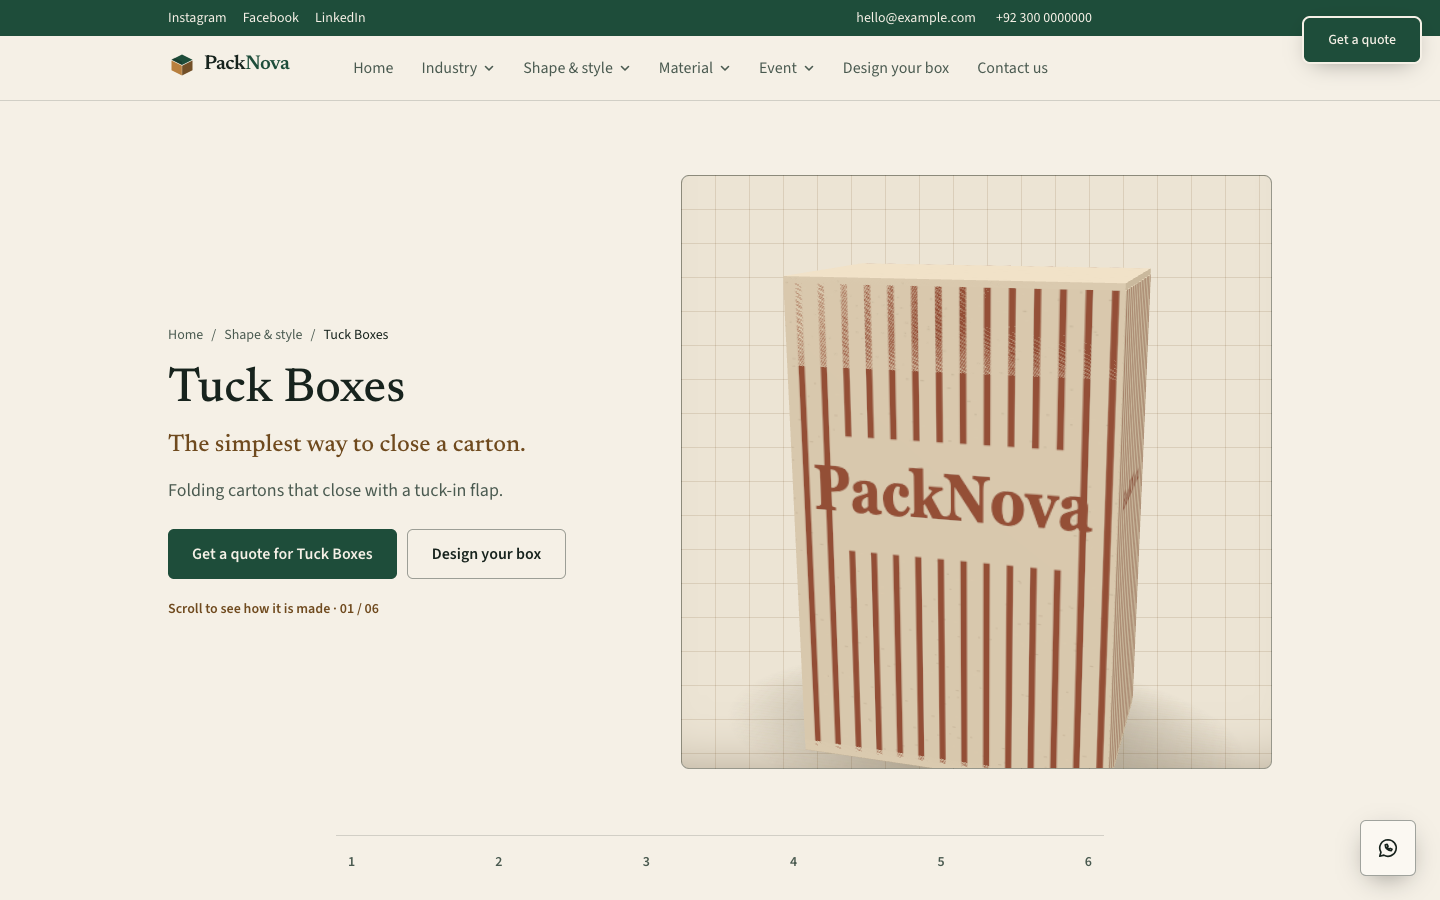 Instagram Facebook LinkedIn hello@example.com +92 300 0000000
Get a quote
PackNova
Home Industry Shape & style Material Event Design your box Contact us
Home / Shape & style / Tuck Boxes
Tuck Boxes
The simplest way to close a carton.
Folding cartons that close with a tuck-in flap.
Get a quote for Tuck Boxes Design your box
Scroll to see how it is made · 01 / 06
PackNova
1 2 3 4 5 6